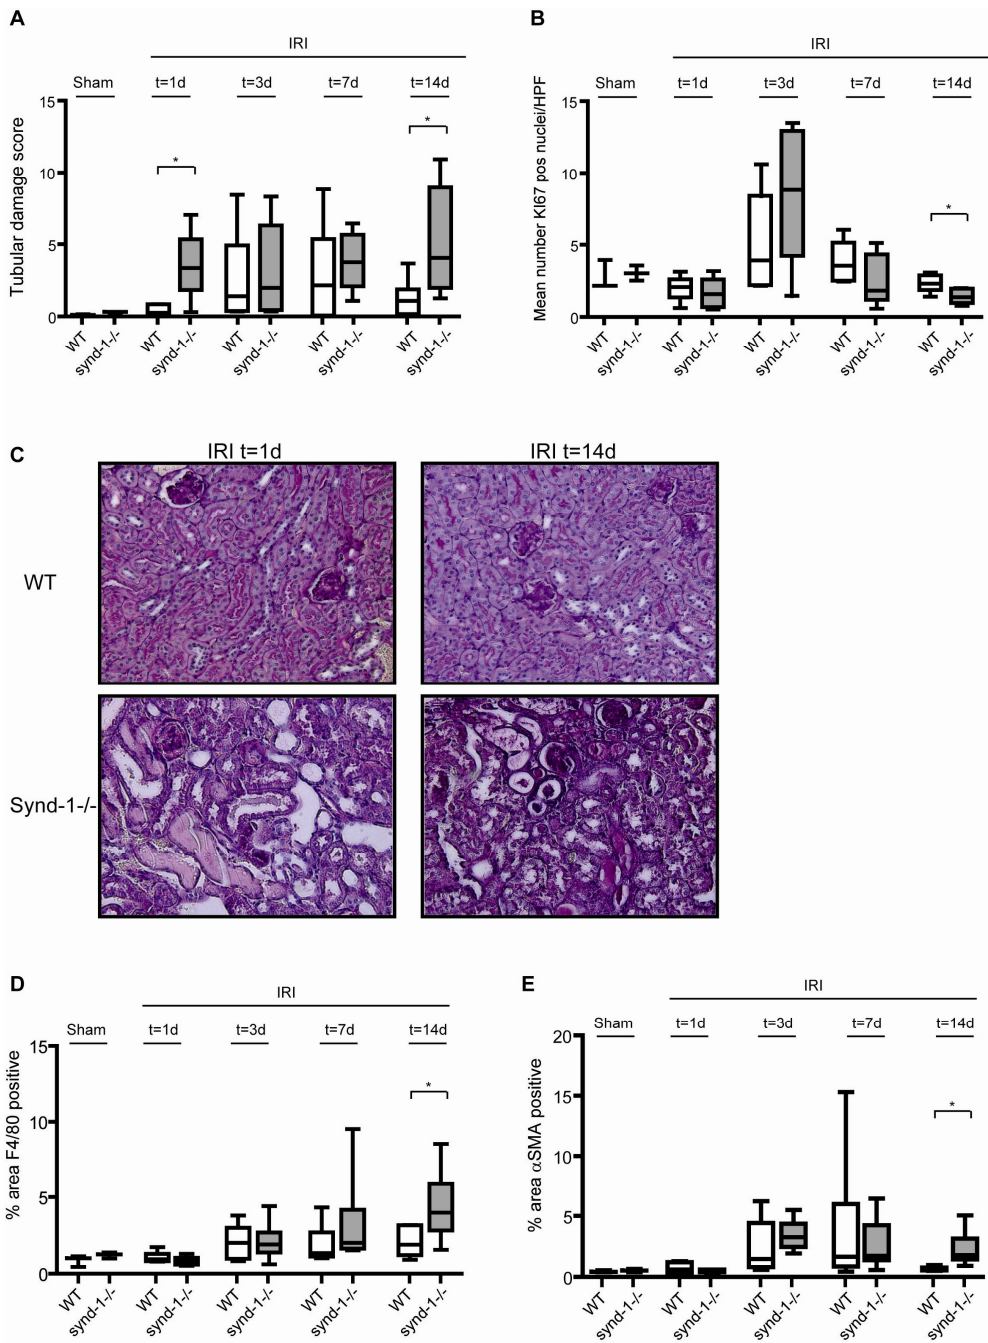 A
IRI
Sham t=1d t=3d t=7d t=14d
Tubular damage score
15
10
5
0
* *
WT synd-1-/- WT synd-1-/- WT synd-1-/- WT synd-1-/- WT synd-1-/-
B
IRI
Sham t=1d t=3d t=7d t=14d
Mean number KI67 pos nuclei/HPF
15
10
5
0
*
WT synd-1-/- WT synd-1-/- WT synd-1-/- WT synd-1-/- WT synd-1-/-
C
IRI t=1d IRI t=14d
WT
Synd-1-/-
D
IRI
Sham t=1d t=3d t=7d t=14d
% area F4/80 positive
15
10
5
0
*
WT synd-1-/- WT synd-1-/- WT synd-1-/- WT synd-1-/- WT synd-1-/-
E
IRI
Sham t=1d t=3d t=7d t=14d
% area αSMA positive
20
15
10
5
0
*
WT synd-1-/- WT synd-1-/- WT synd-1-/- WT synd-1-/- WT synd-1-/-